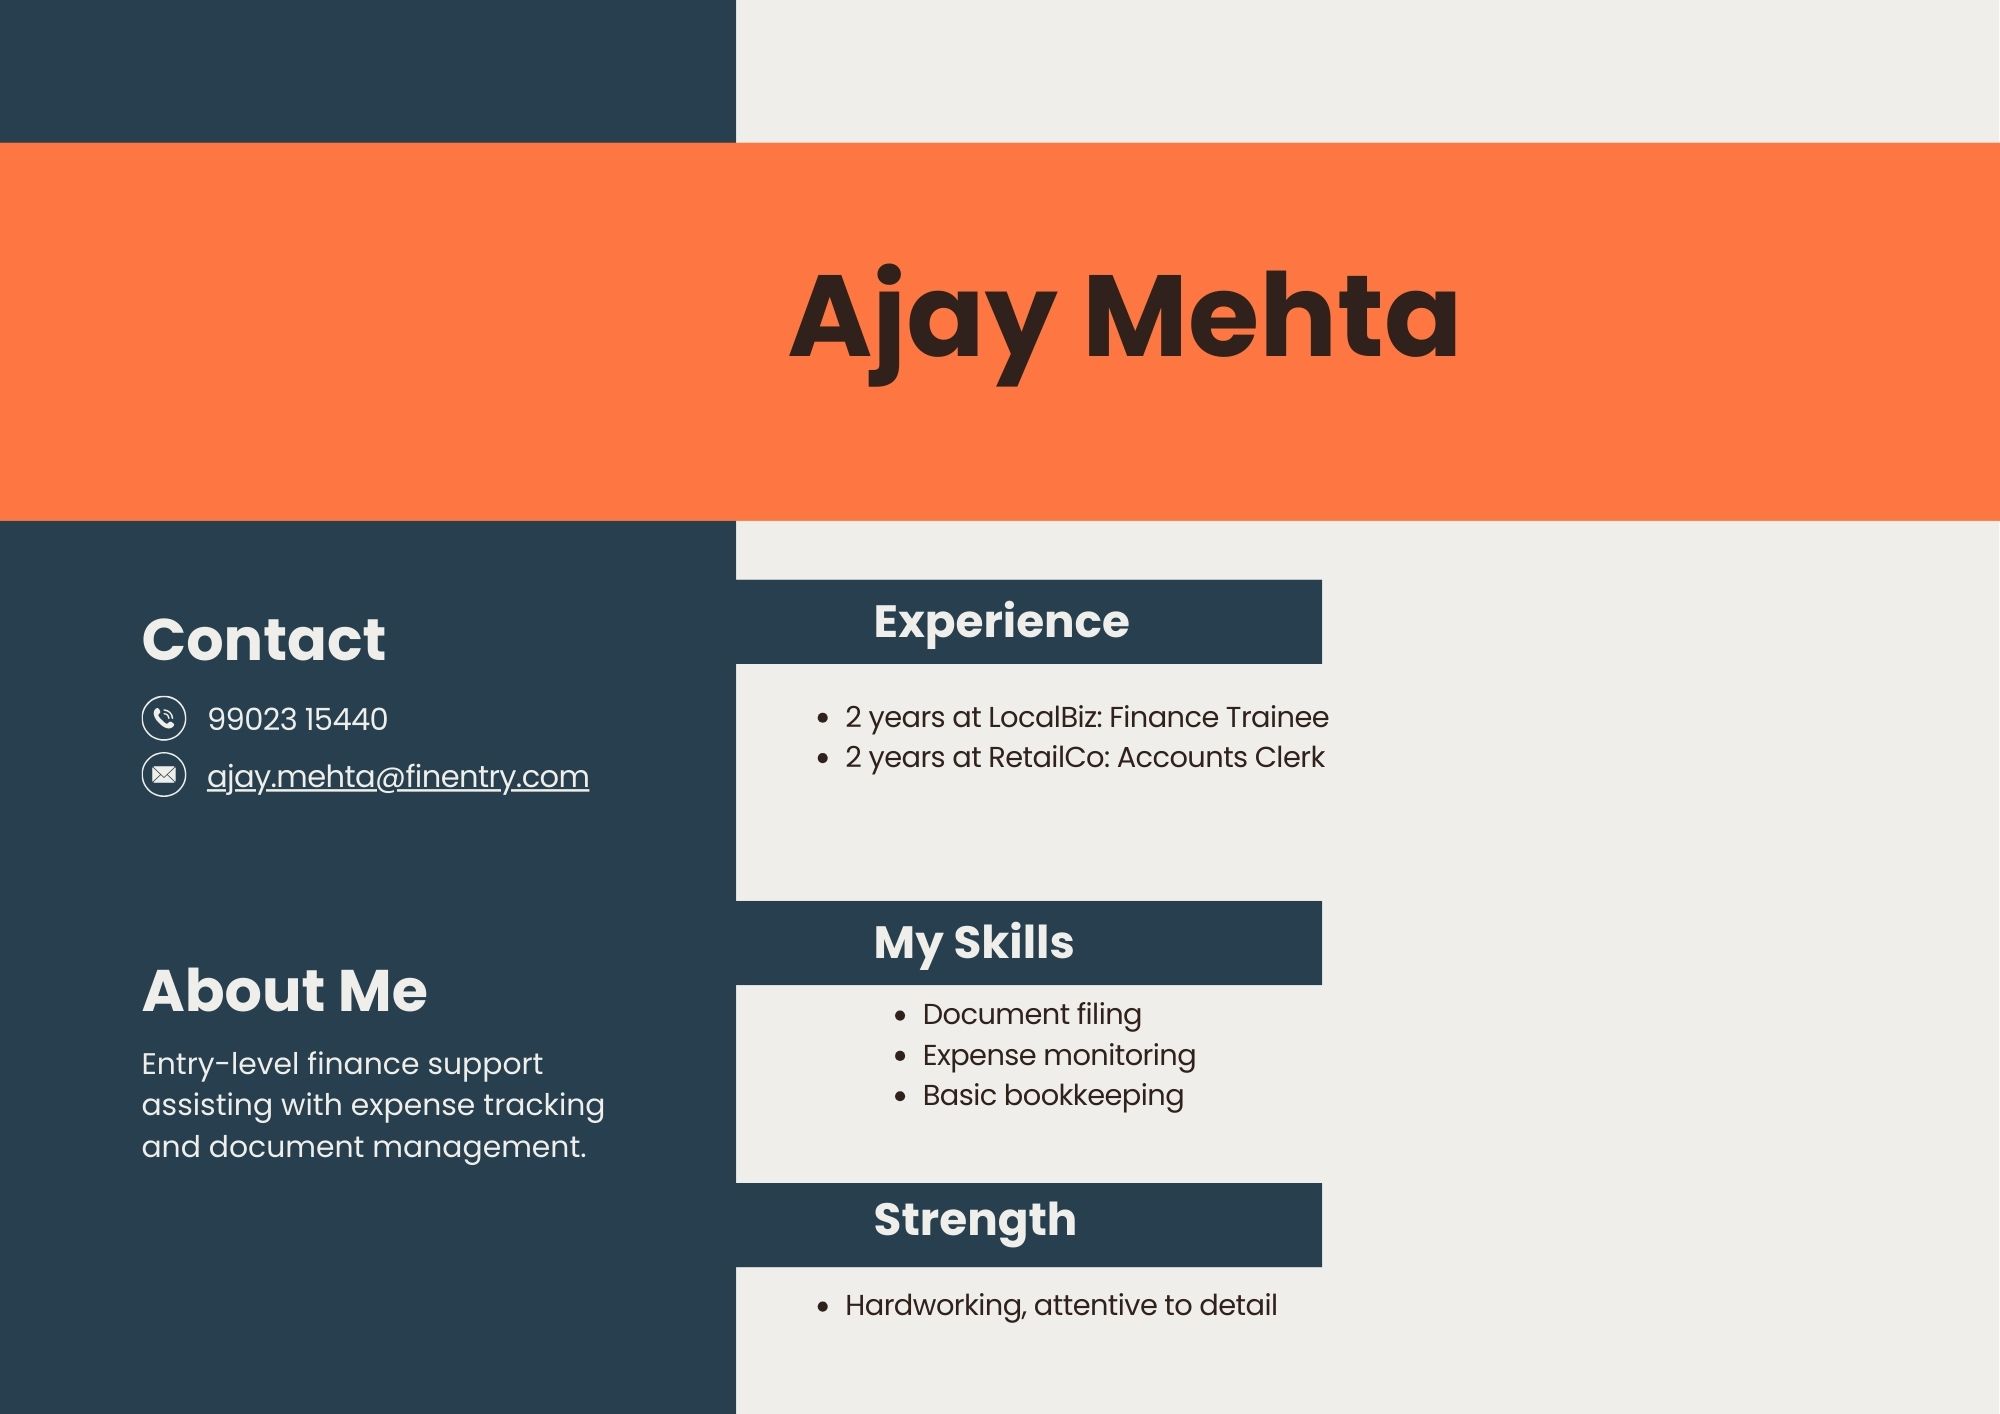 Ajay Mehta
Contact
99023 15440
ajay.mehta@finentry.com
About Me
Entry-level finance support
assisting with expense tracking
and document management.
Experience
• 2 years at LocalBiz: Finance Trainee
• 2 years at RetailCo: Accounts Clerk
My Skills
• Document filing
• Expense monitoring
• Basic bookkeeping
Strength
• Hardworking, attentive to detail